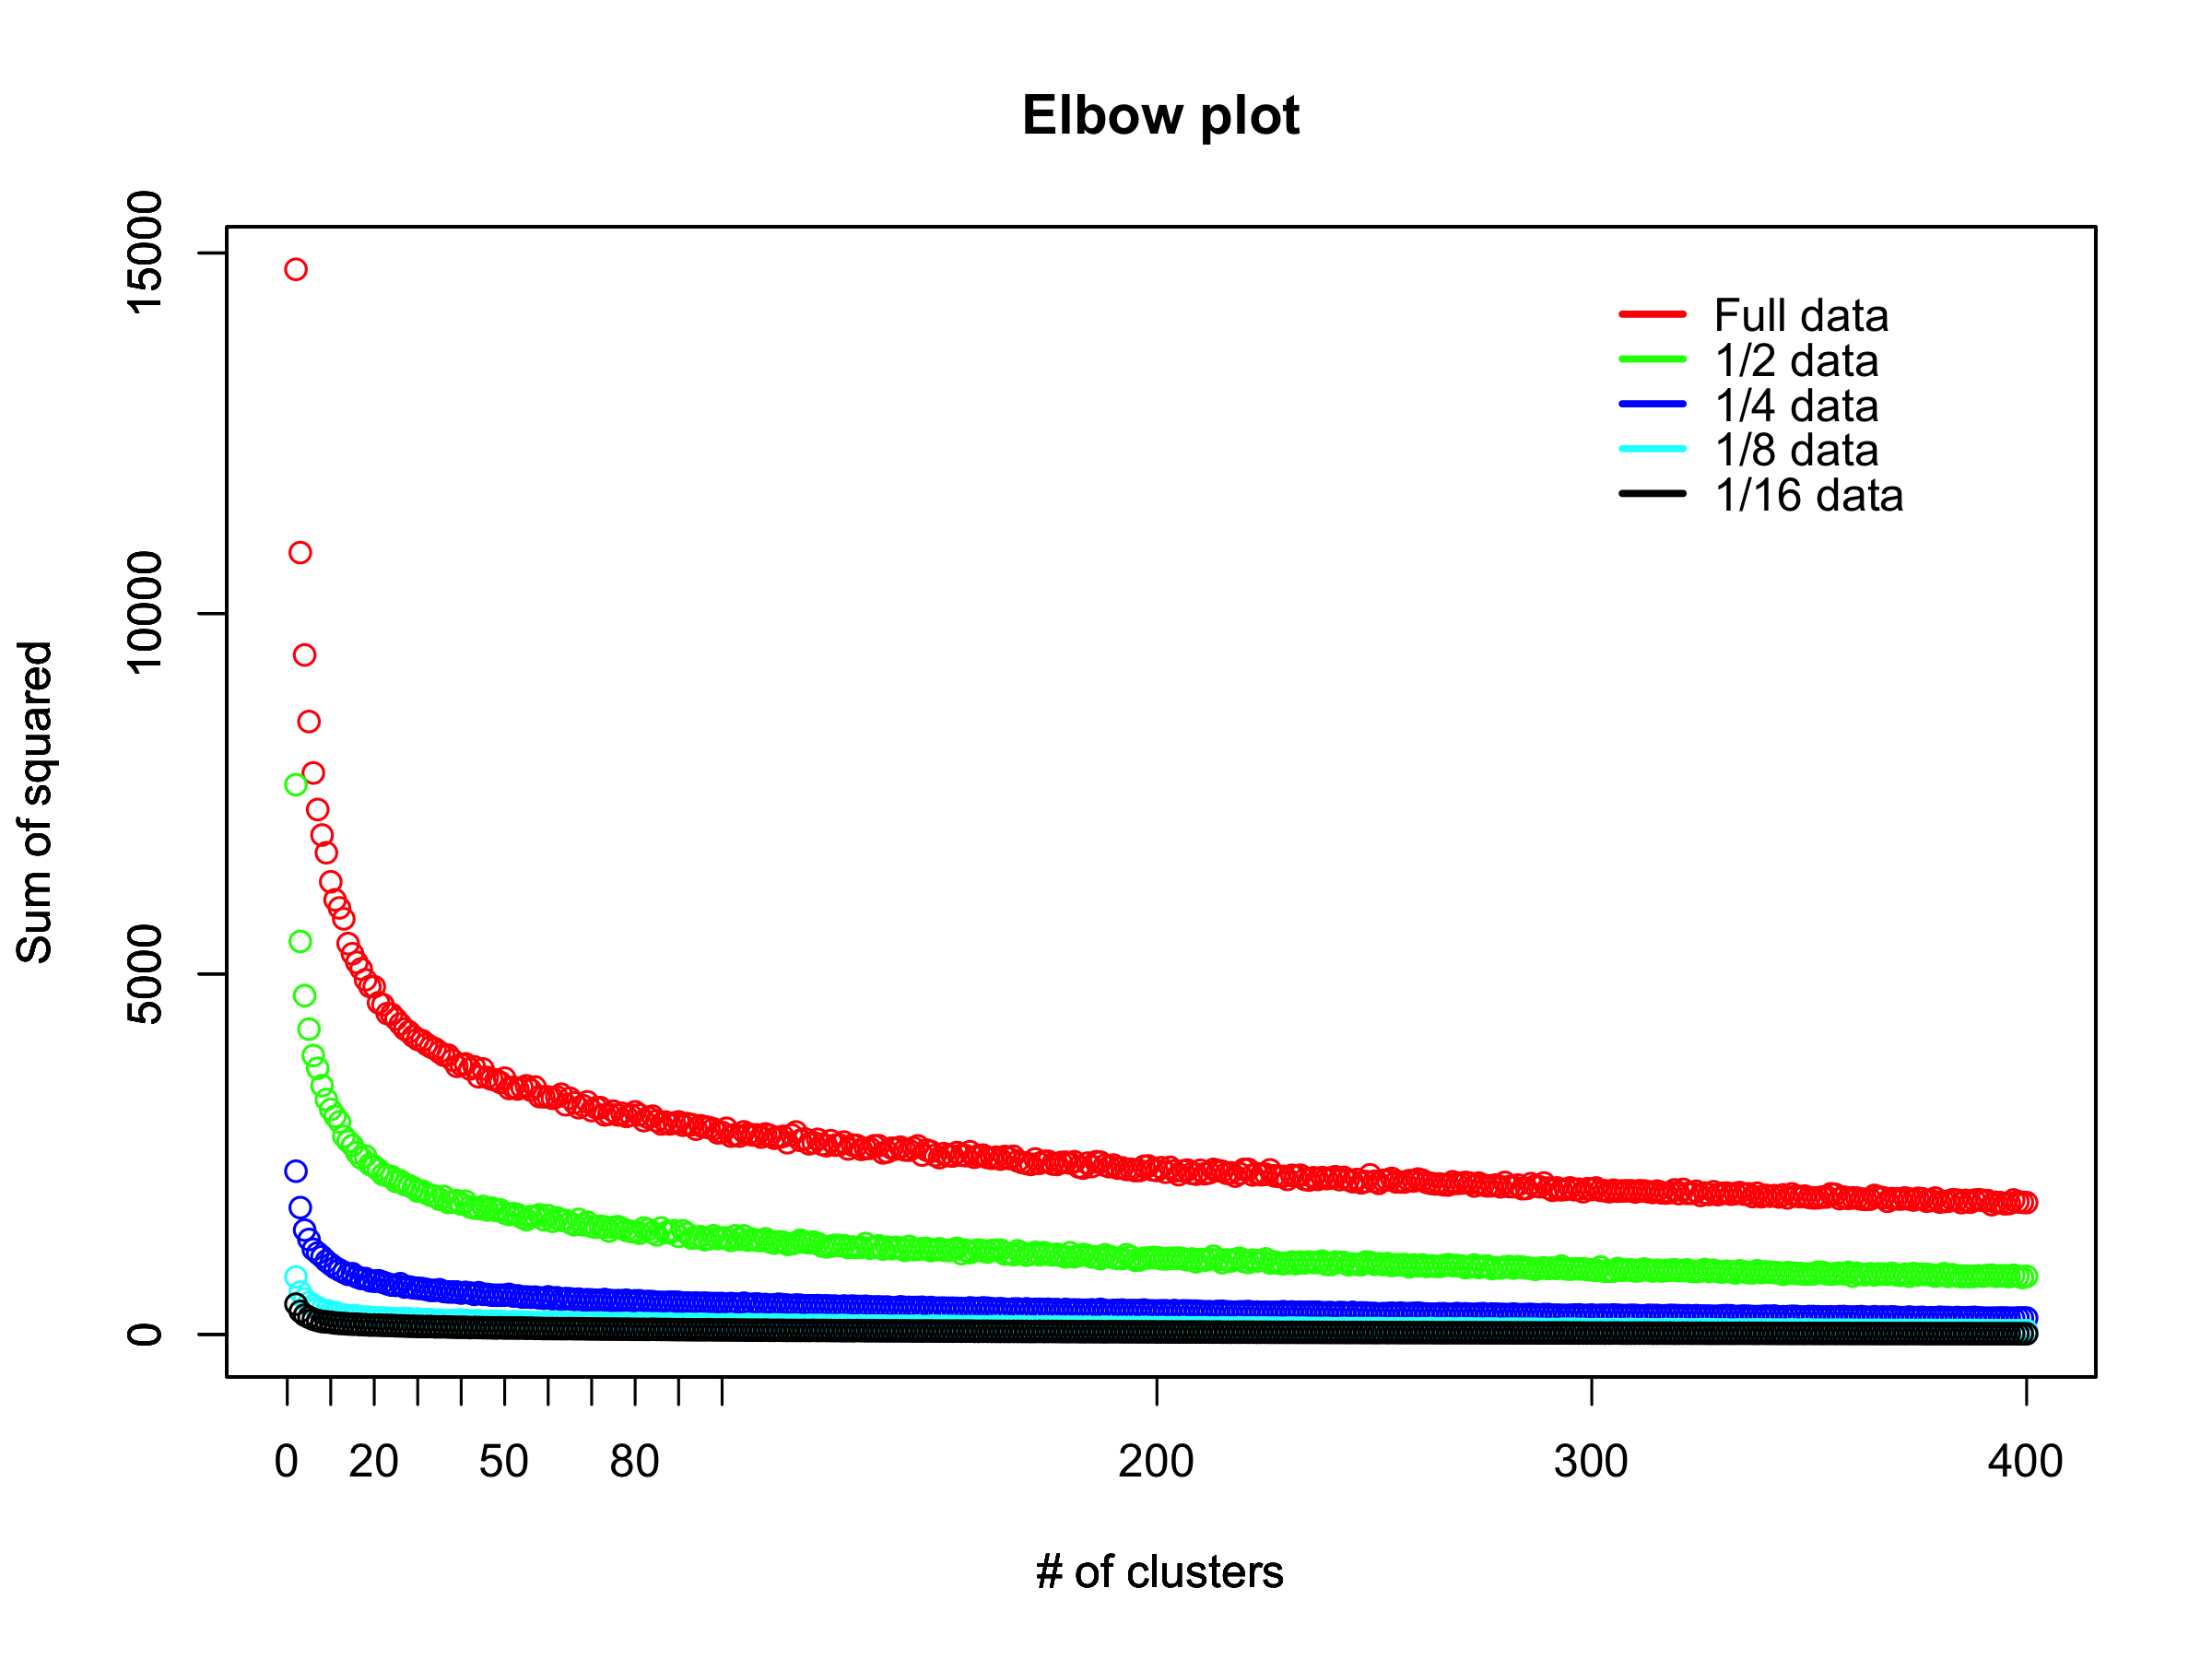 Elbow plot
15000
10000
5000
0
Sum of squared
Full data
1/2 data
1/4 data
1/8 data
1/16 data
0 20 50 80 200 300 400
# of clusters